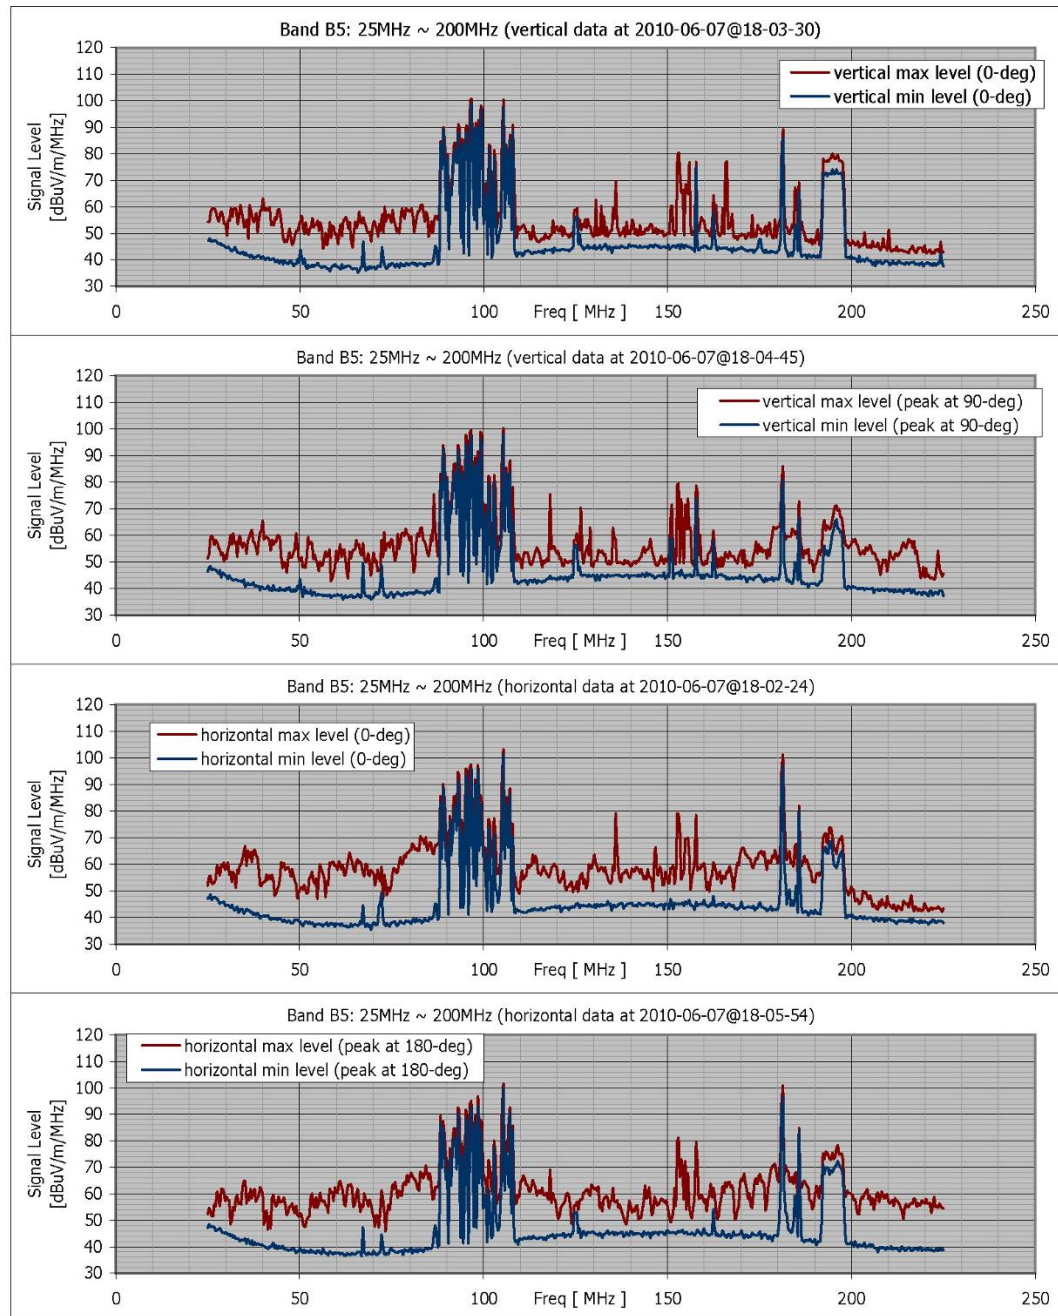 Band B5: 25MHz ~ 200MHz (vertical data at 2010-06-07@18-03-30)
vertical max level (0-deg)
vertical min level (0-deg)
Signal Level
[dBuV/m/MHz]
120
110
100
90
80
70
60
50
40
30
0 50 100 150 200 250
Freq [ MHz ]
Band B5: 25MHz ~ 200MHz (vertical data at 2010-06-07@18-04-45)
vertical max level (peak at 90-deg)
vertical min level (peak at 90-deg)
Signal Level
[dBuV/m/MHz]
120
110
100
90
80
70
60
50
40
30
0 50 100 150 200 250
Freq [ MHz ]
Band B5: 25MHz ~ 200MHz (horizontal data at 2010-06-07@18-02-24)
horizontal max level (0-deg)
horizontal min level (0-deg)
Signal Level
[dBuV/m/MHz]
120
110
100
90
80
70
60
50
40
30
0 50 100 150 200 250
Freq [ MHz ]
Band B5: 25MHz ~ 200MHz (horizontal data at 2010-06-07@18-05-54)
horizontal max level (peak at 180-deg)
horizontal min level (peak at 180-deg)
Signal Level
[dBuV/m/MHz]
120
110
100
90
80
70
60
50
40
30
0 50 100 150 200 250
Freq [ MHz ]